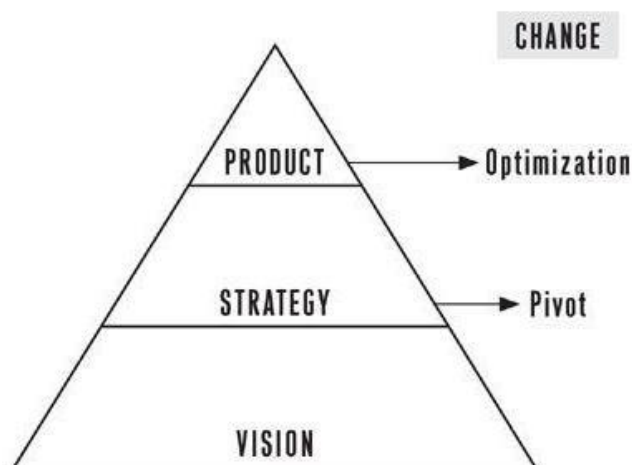 CHANGE
PRODUCT → Optimization
STRATEGY → Pivot
VISION